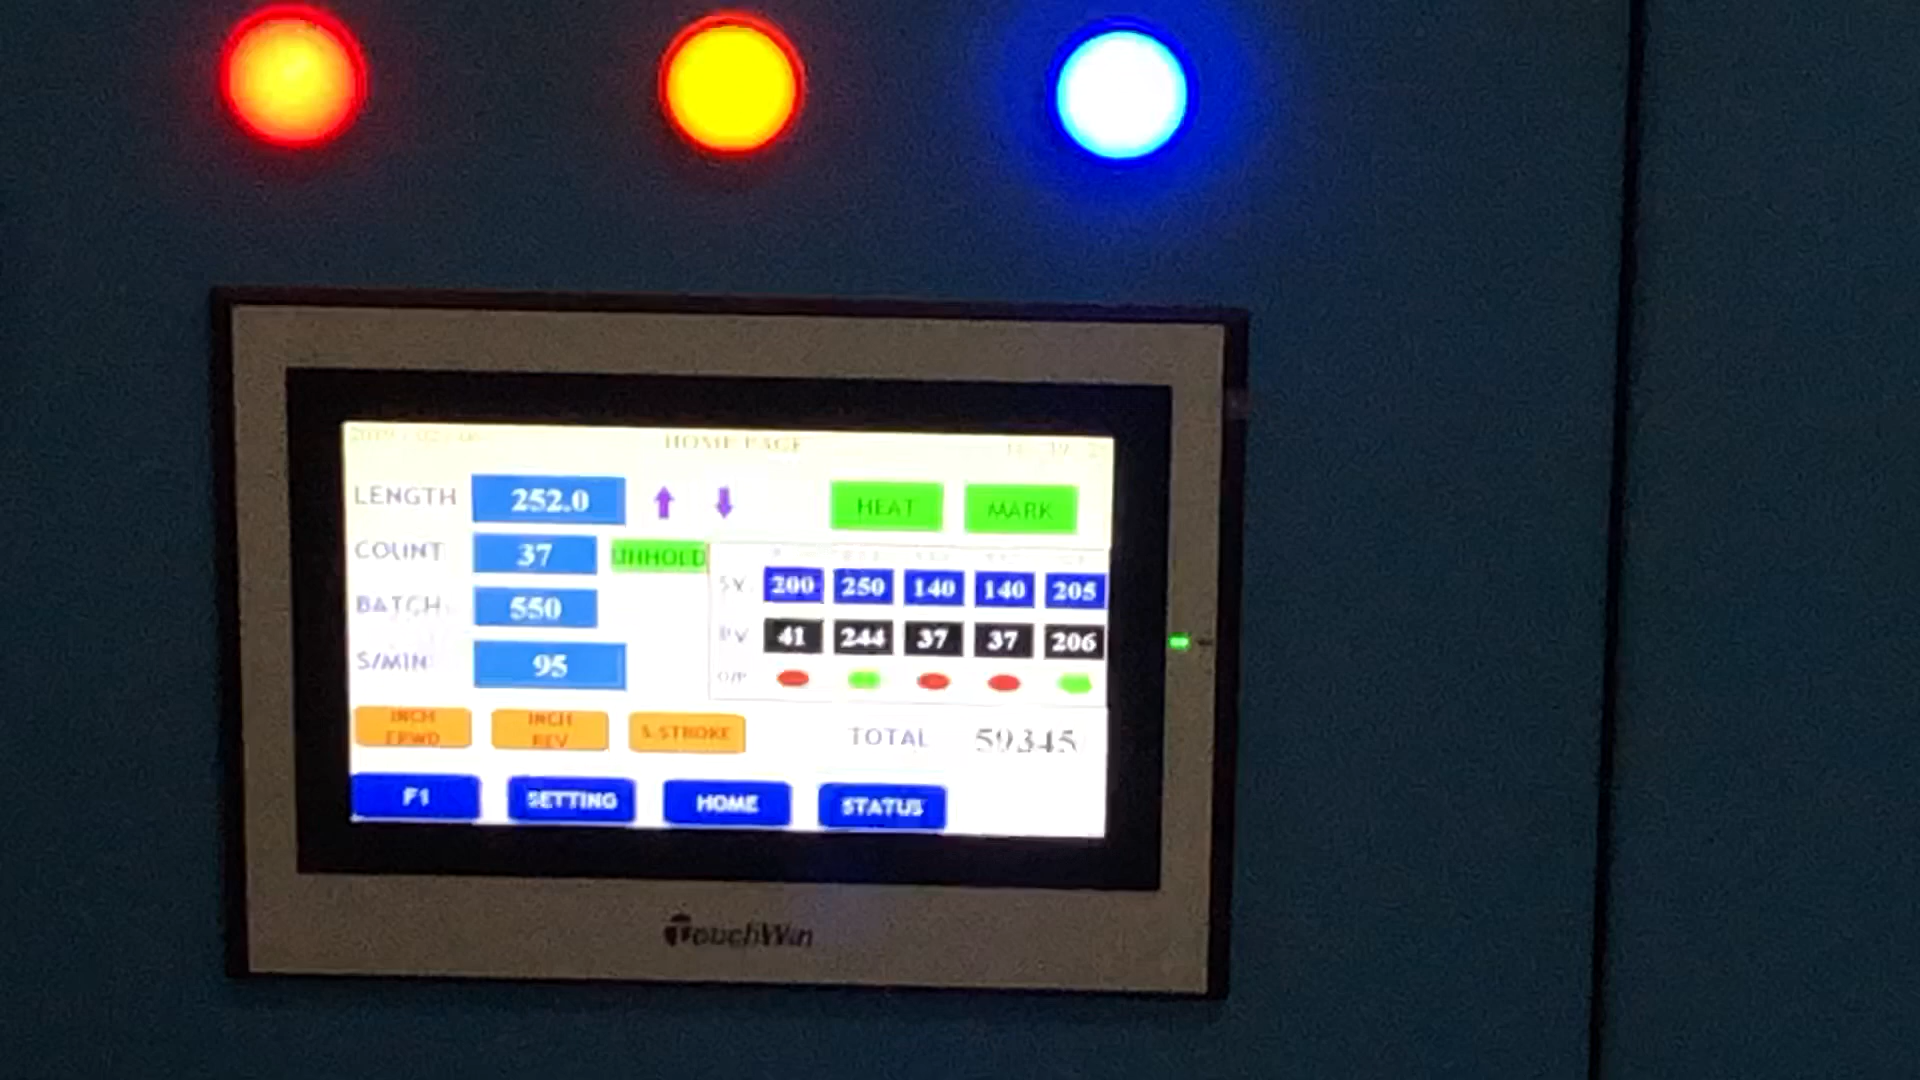 HOME PAGE
LENGTH 252.0 HEAT MARK
COUNT 37 UNHOLD
SV 200 250 140 140 205
BATCH 550
PV 41 244 37 37 206
S/MIN 95
O/P
INCH FRWD INCH REV S.STROKE TOTAL 59345
F1 SETTING HOME STATUS
TouchWin